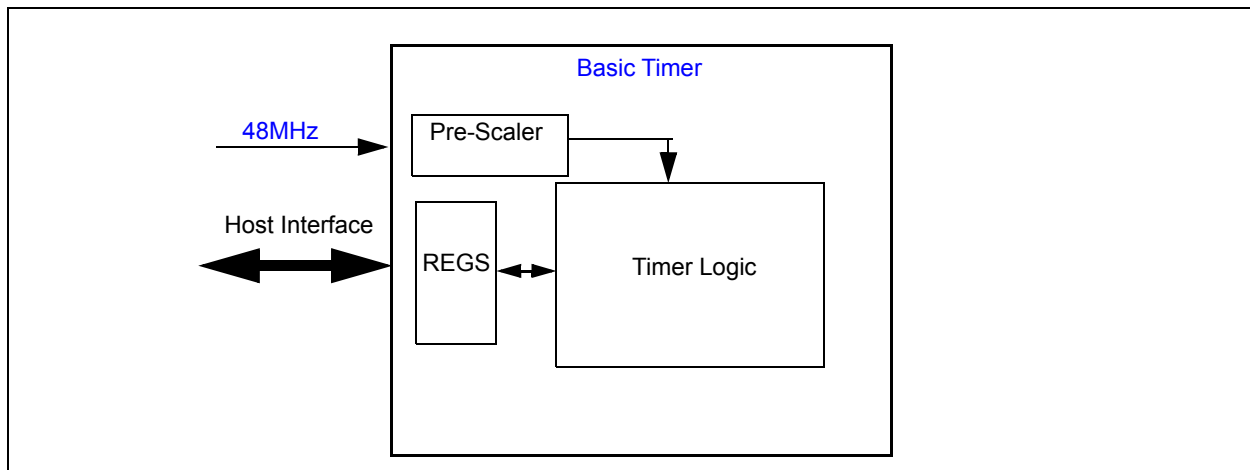 Basic Timer
48MHz
Pre-Scaler
Host Interface
REGS
Timer Logic